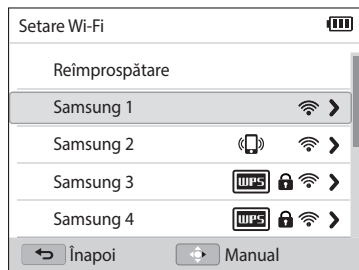 Setare Wi-Fi
Reîmprospătare
Samsung 1
Samsung 2
Samsung 3 WPS
Samsung 4 WPS
Înapoi Manual